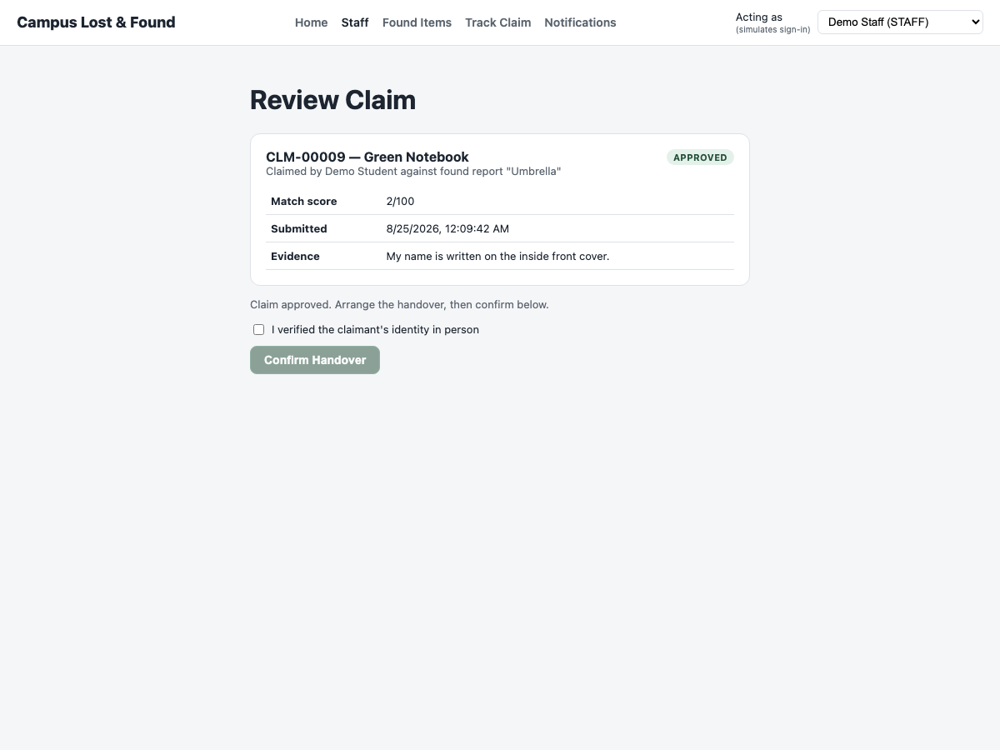 Campus Lost & Found
Home Staff Found Items Track Claim Notifications
Acting as
(simulates sign-in)
Demo Staff (STAFF)
Review Claim
CLM-00009 — Green Notebook
APPROVED
Claimed by Demo Student against found report "Umbrella"
Match score 2/100
Submitted 8/25/2026, 12:09:42 AM
Evidence My name is written on the inside front cover.
Claim approved. Arrange the handover, then confirm below.
I verified the claimant's identity in person
Confirm Handover